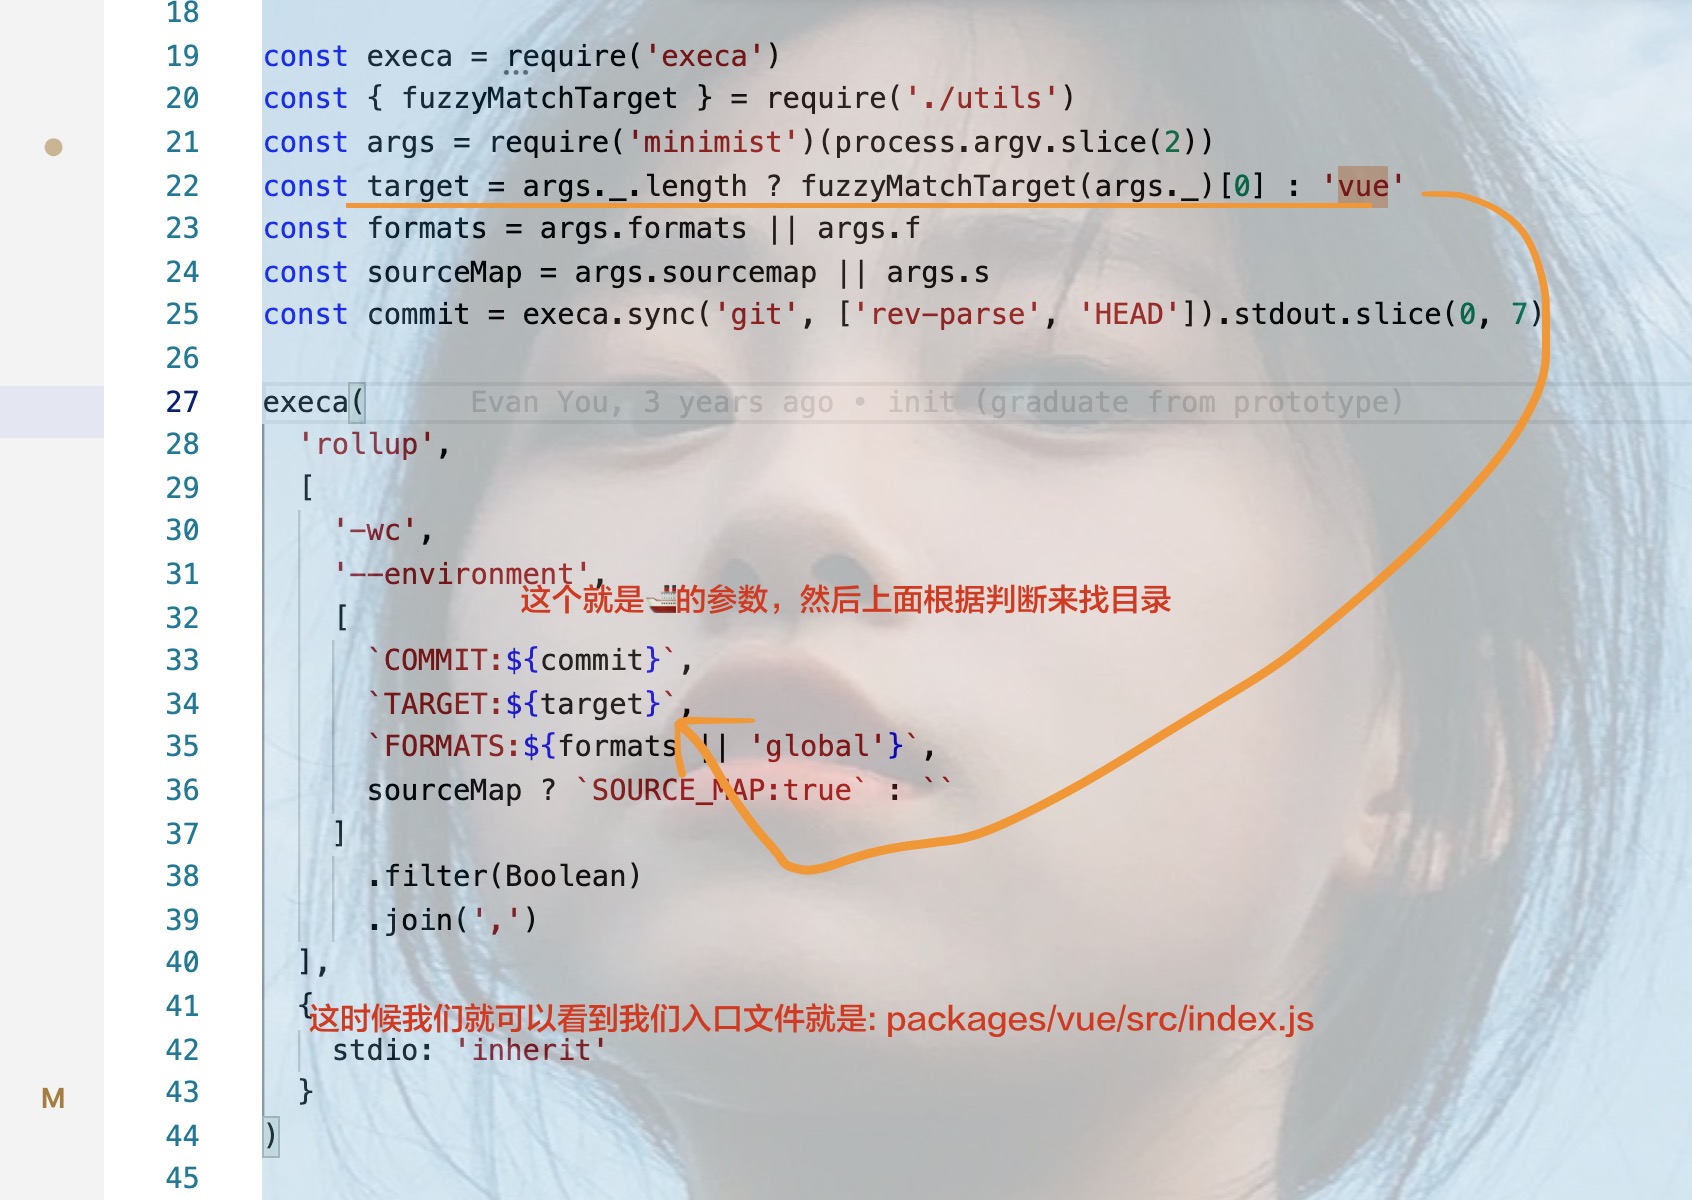 18
19 const execa = require('execa')
20 const { fuzzyMatchTarget } = require('./utils')
21 const args = require('minimist')(process.argv.slice(2))
22 const target = args._.length ? fuzzyMatchTarget(args._)[0] : 'vue'
23 const formats = args.formats || args.f
24 const sourceMap = args.sourcemap || args.s
25 const commit = execa.sync('git', ['rev-parse', 'HEAD']).stdout.slice(0, 7)
26
27 execa( Evan You, 3 years ago • init (graduate from prototype)
28 'rollup',
29 [
30 '-wc',
31 '--environment',
这个就是🚢的参数，然后上面根据判断来找目录
32 [
33 `COMMIT:${commit}`,
34 `TARGET:${target}`,
35 `FORMATS:${formats || 'global'}`,
36 sourceMap ? `SOURCE_MAP:true` : ``
37 ]
38 .filter(Boolean)
39 .join(',')
40 ],
41 {
这时候我们就可以看到我们入口文件就是: packages/vue/src/index.js
42 stdio: 'inherit'
43 }
M
44 )
45